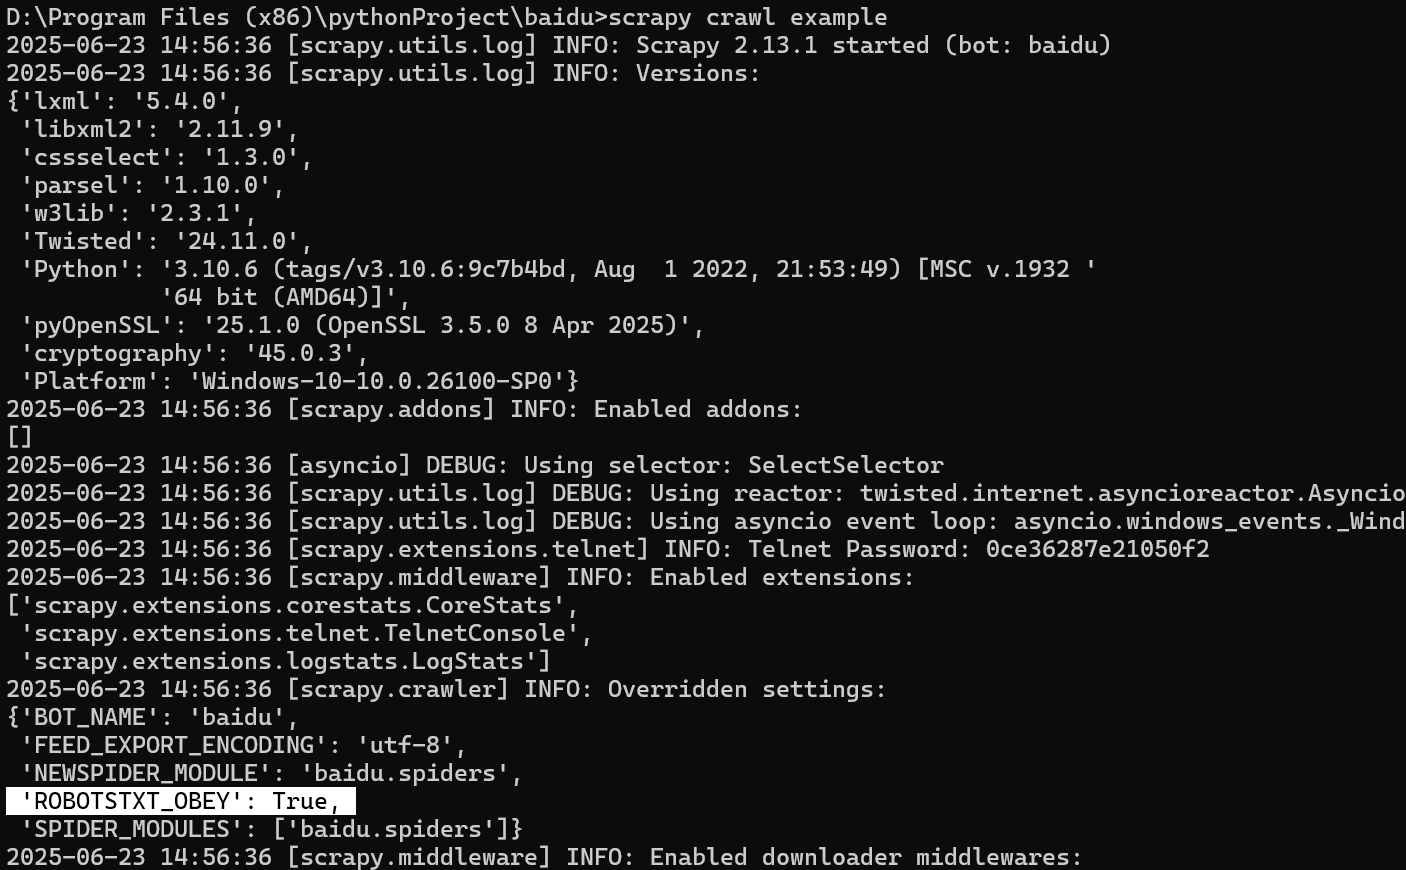 D:\Program Files (x86)\pythonProject\baidu>scrapy crawl example
2025-06-23 14:56:36 [scrapy.utils.log] INFO: Scrapy 2.13.1 started (bot: baidu)
2025-06-23 14:56:36 [scrapy.utils.log] INFO: Versions:
{'lxml': '5.4.0',
 'libxml2': '2.11.9',
 'cssselect': '1.3.0',
 'parsel': '1.10.0',
 'w3lib': '2.3.1',
 'Twisted': '24.11.0',
 'Python': '3.10.6 (tags/v3.10.6:9c7b4bd, Aug  1 2022, 21:53:49) [MSC v.1932 '
           '64 bit (AMD64)]',
 'pyOpenSSL': '25.1.0 (OpenSSL 3.5.0 8 Apr 2025)',
 'cryptography': '45.0.3',
 'Platform': 'Windows-10-10.0.26100-SP0'}
2025-06-23 14:56:36 [scrapy.addons] INFO: Enabled addons:
[]
2025-06-23 14:56:36 [asyncio] DEBUG: Using selector: SelectSelector
2025-06-23 14:56:36 [scrapy.utils.log] DEBUG: Using reactor: twisted.internet.asyncioreactor.Asyncio
2025-06-23 14:56:36 [scrapy.utils.log] DEBUG: Using asyncio event loop: asyncio.windows_events._Wind
2025-06-23 14:56:36 [scrapy.extensions.telnet] INFO: Telnet Password: 0ce36287e21050f2
2025-06-23 14:56:36 [scrapy.middleware] INFO: Enabled extensions:
['scrapy.extensions.corestats.CoreStats',
 'scrapy.extensions.telnet.TelnetConsole',
 'scrapy.extensions.logstats.LogStats']
2025-06-23 14:56:36 [scrapy.crawler] INFO: Overridden settings:
{'BOT_NAME': 'baidu',
 'FEED_EXPORT_ENCODING': 'utf-8',
 'NEWSPIDER_MODULE': 'baidu.spiders',
 'ROBOTSTXT_OBEY': True,
 'SPIDER_MODULES': ['baidu.spiders']}
2025-06-23 14:56:36 [scrapy.middleware] INFO: Enabled downloader middlewares: